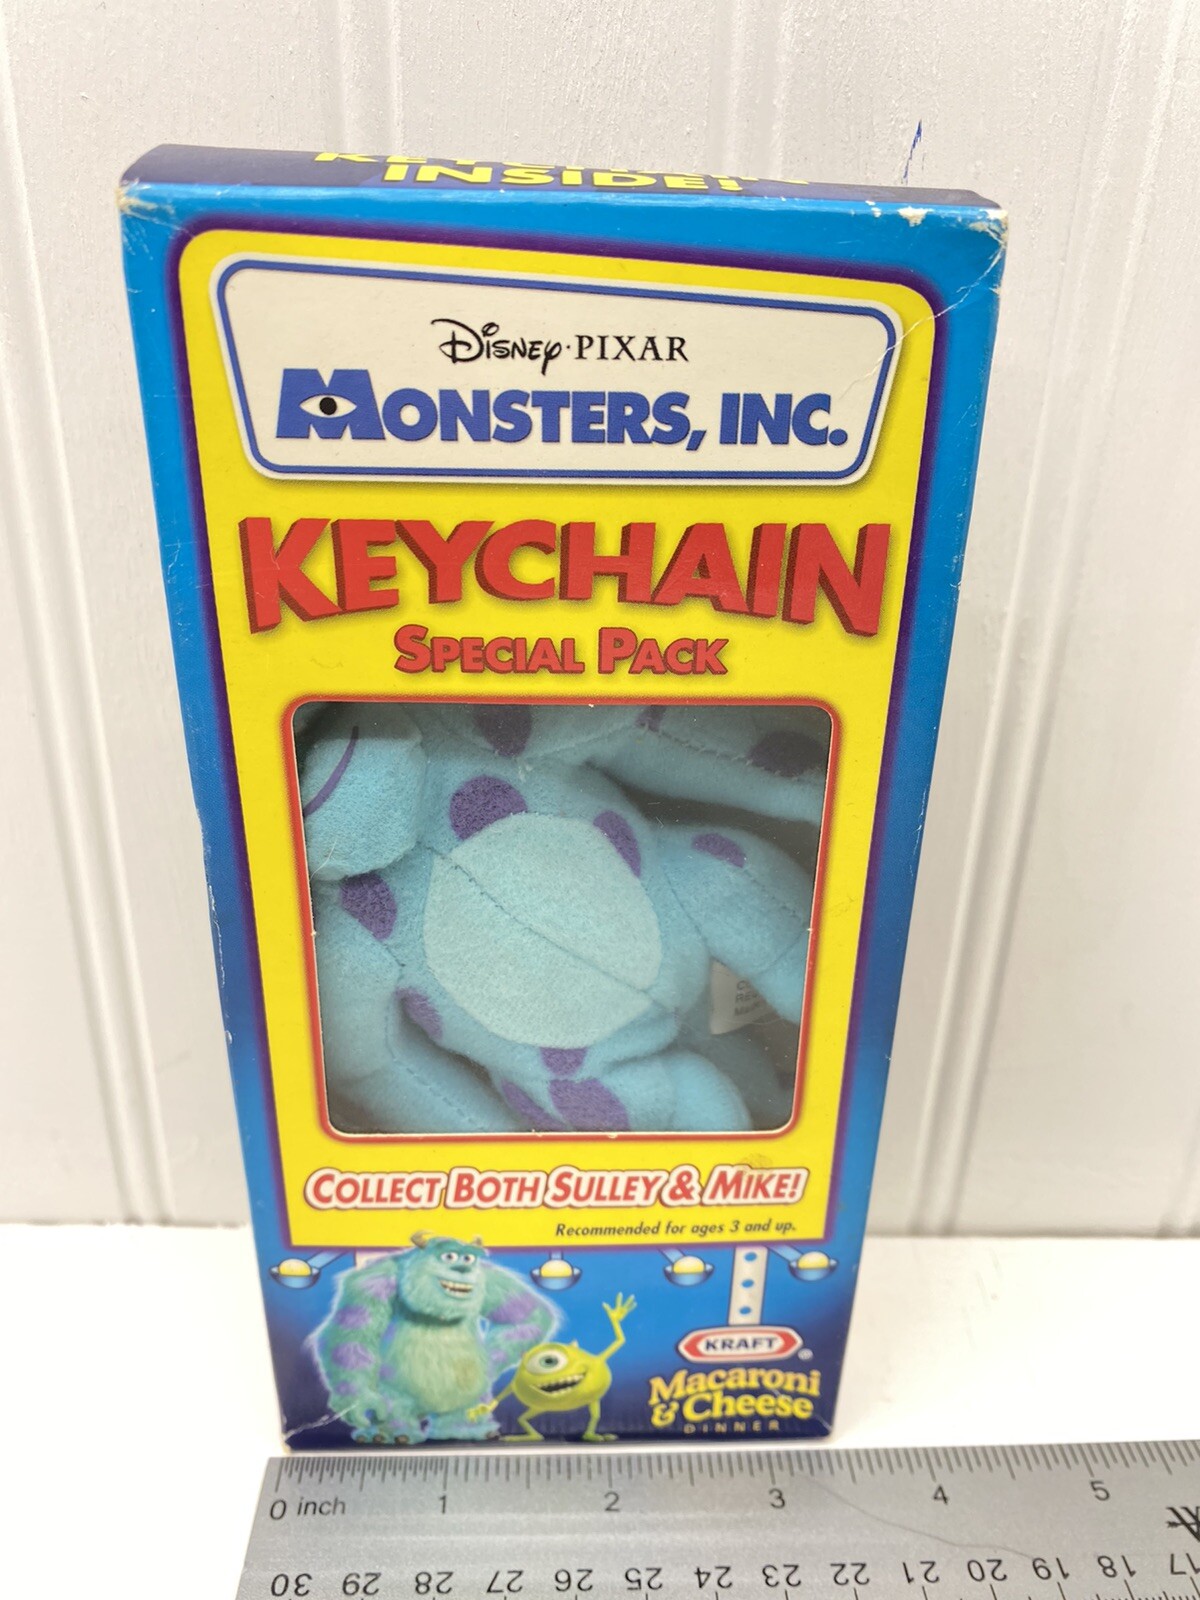 INSIDE!
DISNEY·PIXAR
MONSTERS, INC.
KEYCHAIN
SPECIAL PACK
COLLECT BOTH SULLEY & MIKE!
Recommended for ages 3 and up.
KRAFT®
Macaroni
& Cheese
DINNER
0 inch 1 2 3 4 5
30 29 28 27 26 25 24 23 22 21 20 19 18 17